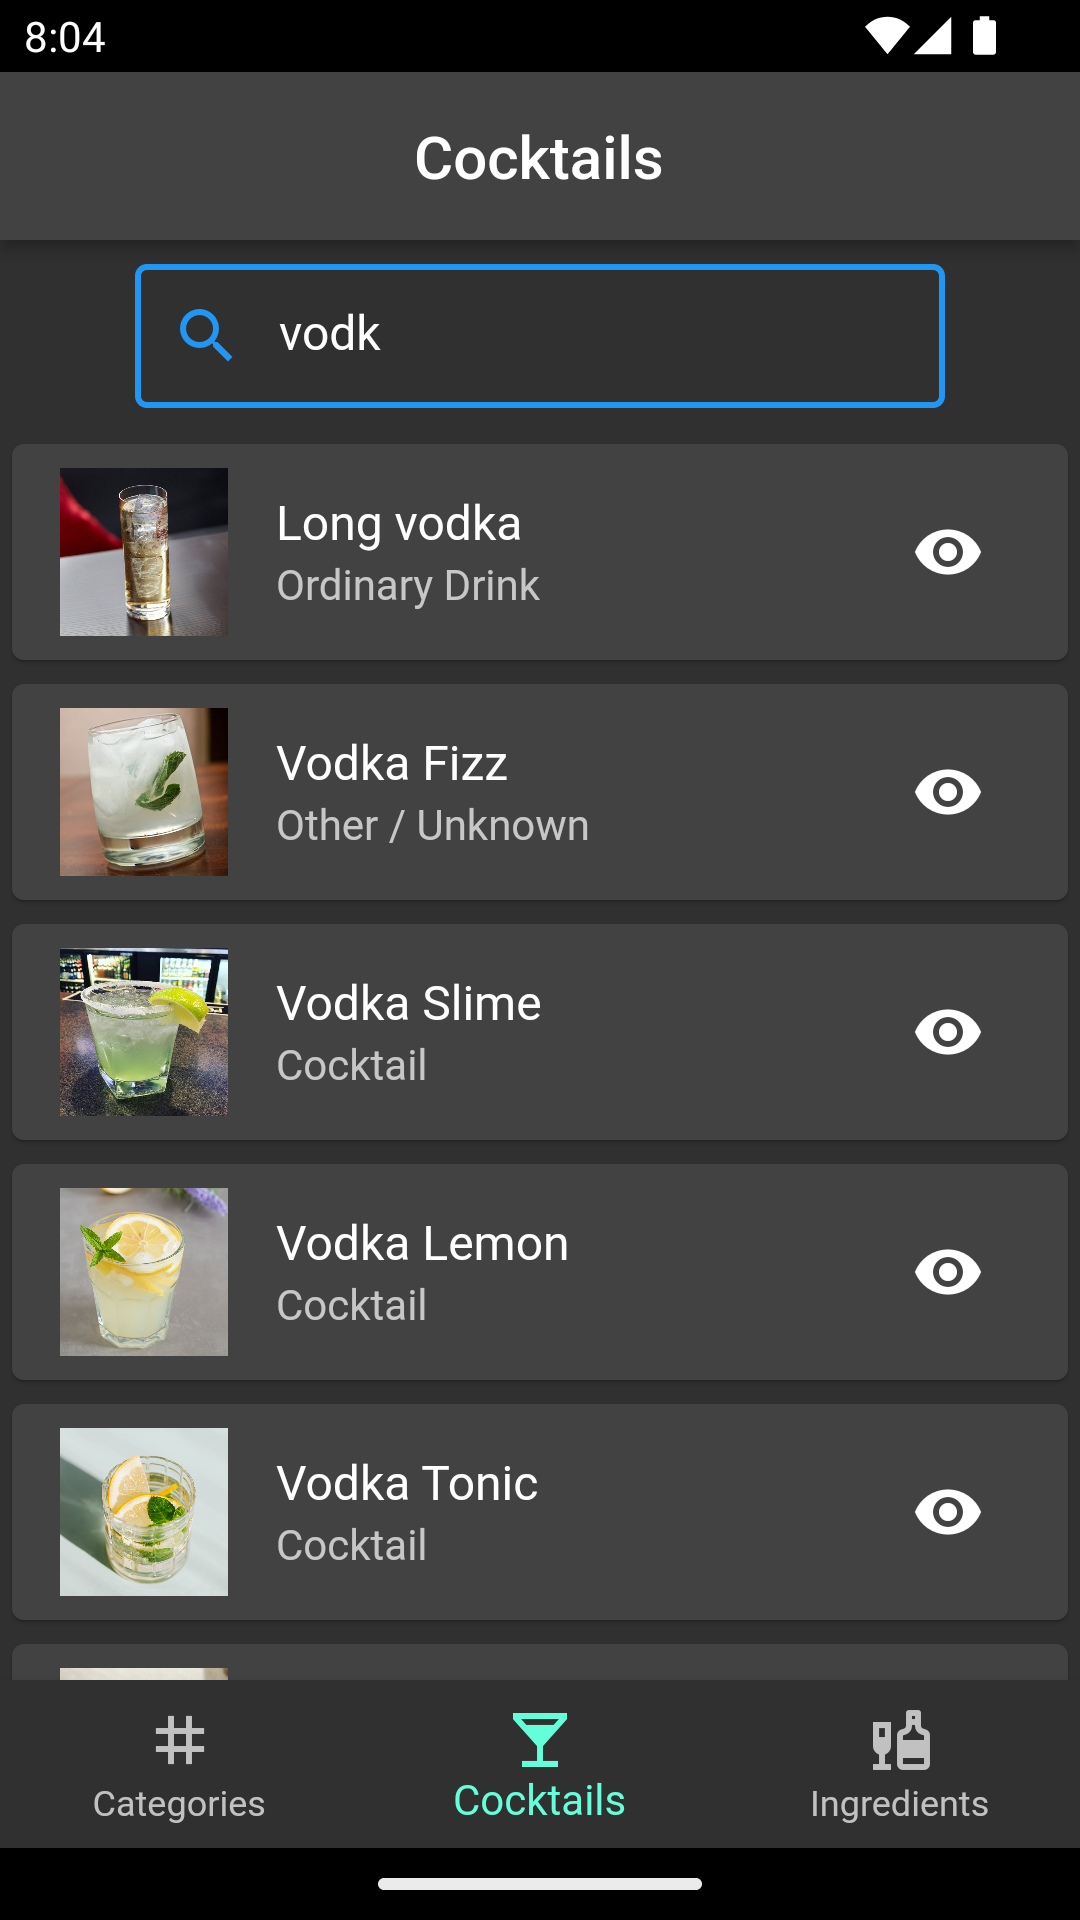 8:04
Cocktails
vodk
Long vodka
Ordinary Drink
Vodka Fizz
Other / Unknown
Vodka Slime
Cocktail
Vodka Lemon
Cocktail
Vodka Tonic
Cocktail
Categories
Cocktails
Ingredients